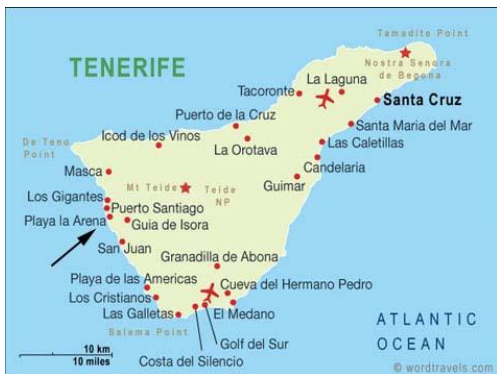 Tamadite Point
TENERIFE
Nostra Senora
de Begona
La Laguna
Tacoronte
Santa Cruz
Puerto de la Cruz
Santa Maria del Mar
De Teno
Point
Icod de los Vinos
La Orotava
Las Caletillas
Candelaria
Masca
Guimar
Mt Teide
Teide
NP
Los Gigantes
Puerto Santiago
Playa la Arena
Guia de Isora
San Juan
Granadilla de Abona
Playa de las Americas
Cueva del Hermano Pedro
Los Cristianos
Las Galletas
El Medano
Salema Point
Golf del Sur
Costa del Silencio
ATLANTIC
OCEAN
10 km
10 miles
© wordtravels.com